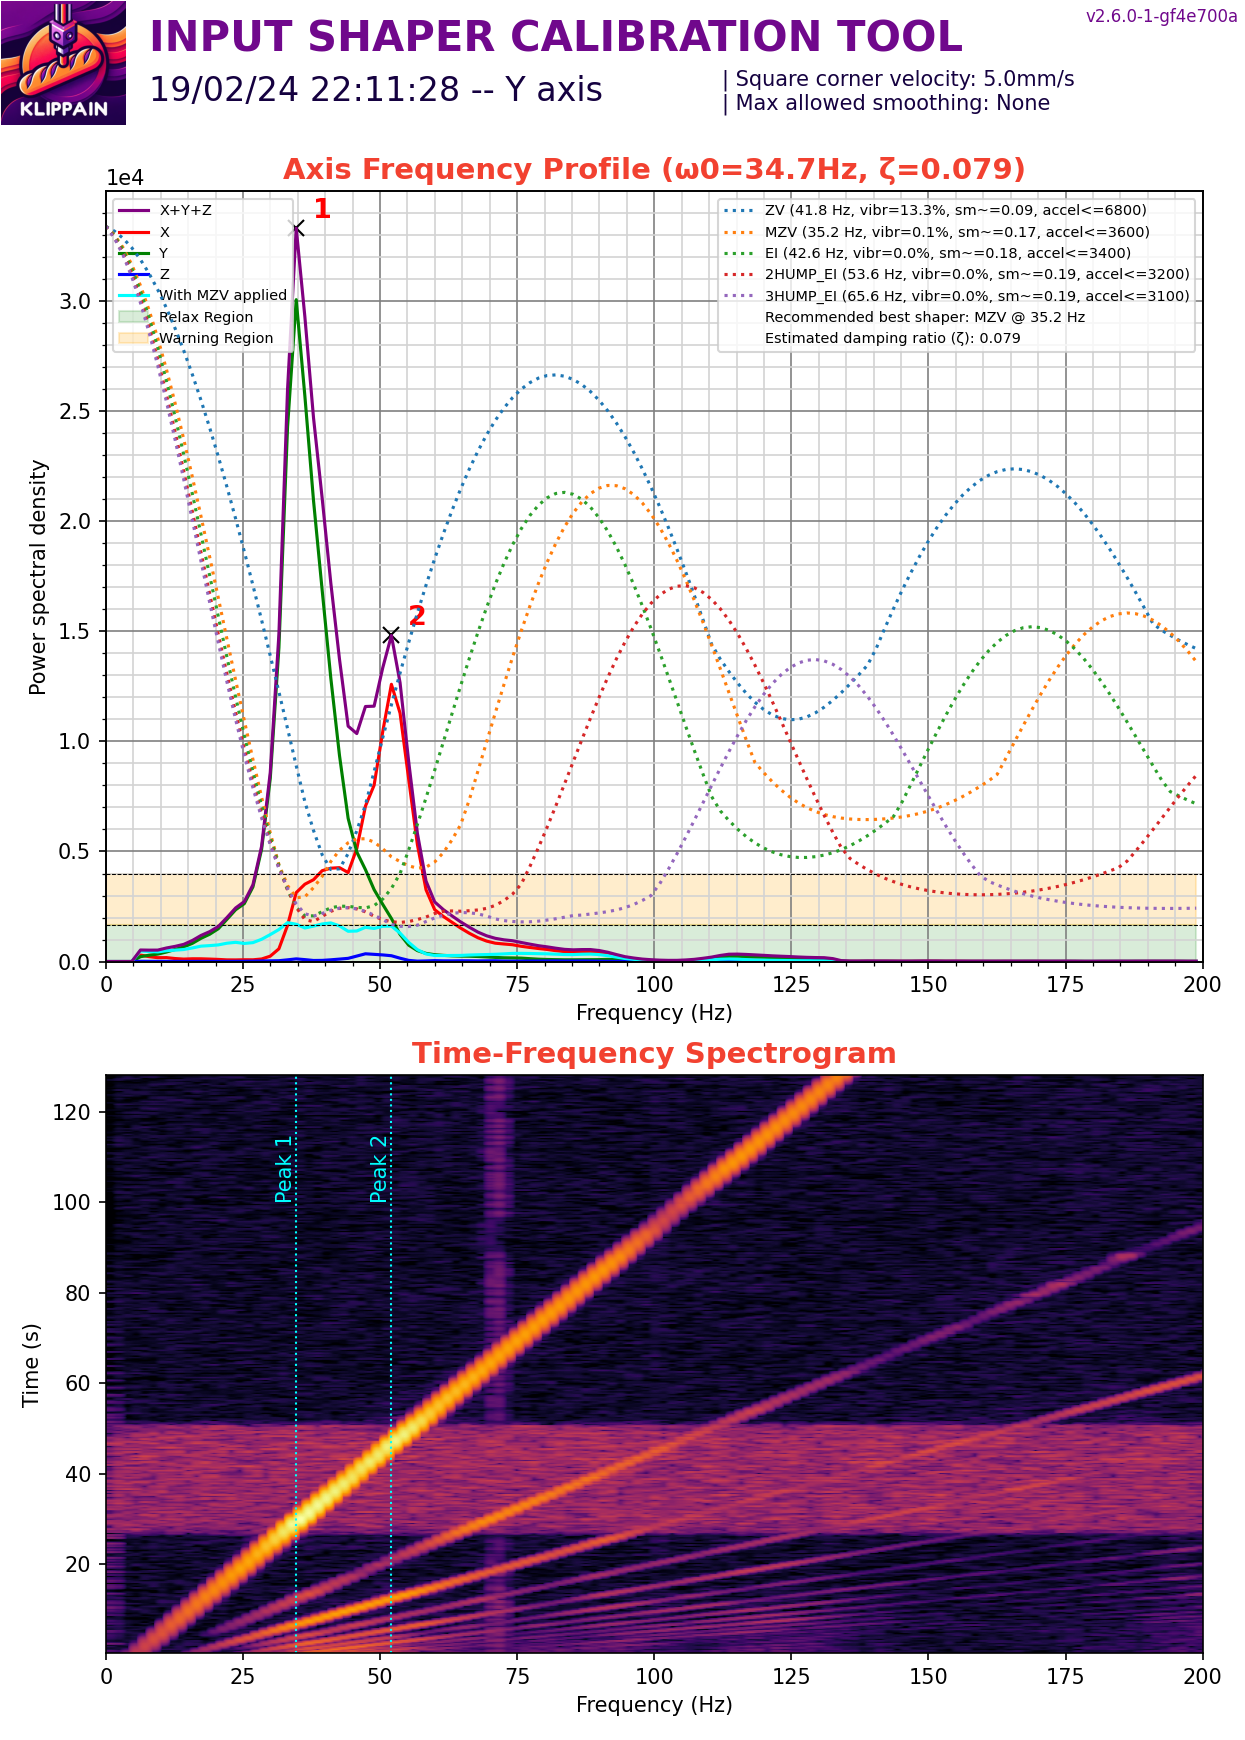 v2.6.0-1-gf4e700a
INPUT SHAPER CALIBRATION TOOL
19/02/24 22:11:28 -- Y axis
| Square corner velocity: 5.0mm/s
| Max allowed smoothing: None
KLIPPAIN
Axis Frequency Profile (ω0=34.7Hz, ζ=0.079)
1e4
X+Y+Z
X
Y
Z
With MZV applied
Relax Region
Warning Region
1
2
ZV (41.8 Hz, vibr=13.3%, sm~=0.09, accel<=6800)
MZV (35.2 Hz, vibr=0.1%, sm~=0.17, accel<=3600)
EI (42.6 Hz, vibr=0.0%, sm~=0.18, accel<=3400)
2HUMP_EI (53.6 Hz, vibr=0.0%, sm~=0.19, accel<=3200)
3HUMP_EI (65.6 Hz, vibr=0.0%, sm~=0.19, accel<=3100)
Recommended best shaper: MZV @ 35.2 Hz
Estimated damping ratio (ζ): 0.079
Power spectral density
3.0
2.5
2.0
1.5
1.0
0.5
0.0
0 25 50 75 100 125 150 175 200
Frequency (Hz)
Time-Frequency Spectrogram
Time (s)
120
100
80
60
40
20
Peak 1
Peak 2
0 25 50 75 100 125 150 175 200
Frequency (Hz)